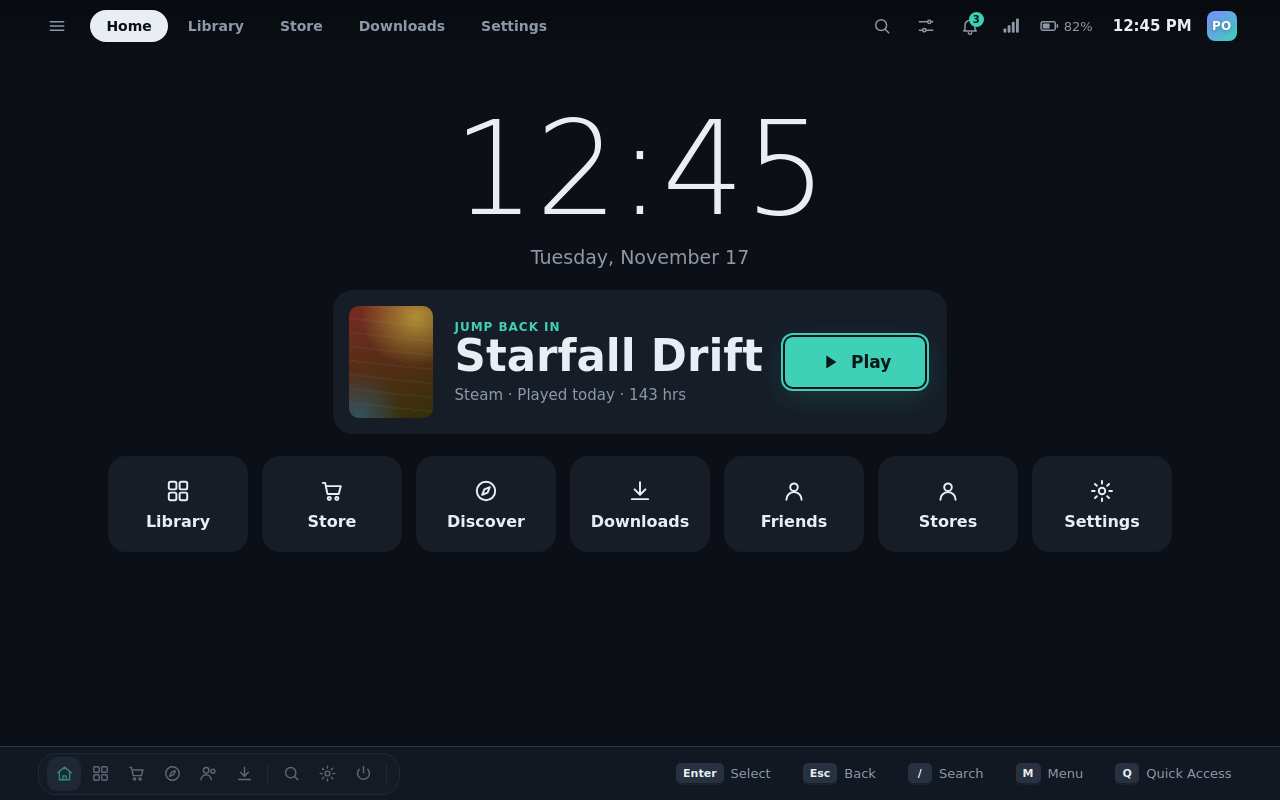 Home Library Store Downloads Settings 3 82% 12:45 PM PO
12:45
Tuesday, November 17
JUMP BACK IN
Starfall Drift
Steam · Played today · 143 hrs
Play
Library Store Discover Downloads Friends Stores Settings
Enter Select Esc Back / Search M Menu Q Quick Access